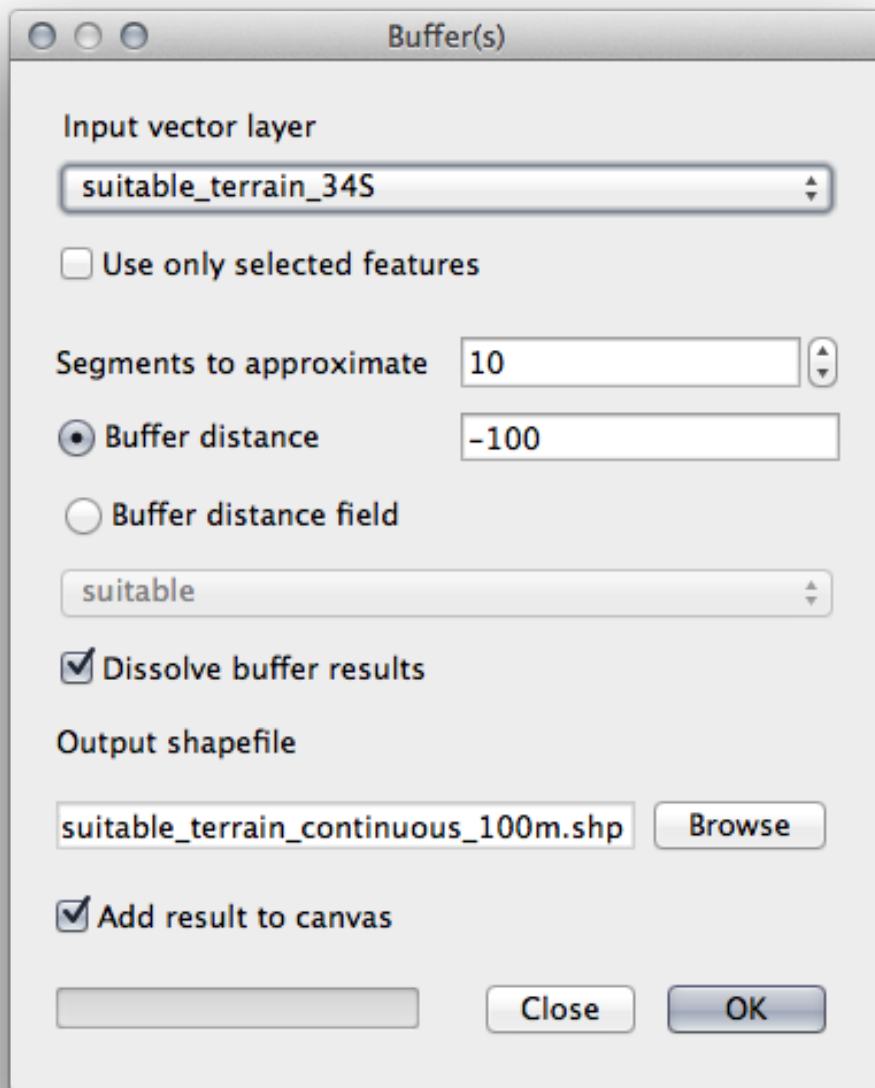 Buffer(s)
Input vector layer
suitable_terrain_34S
Use only selected features
Segments to approximate 10
Buffer distance -100
Buffer distance field
suitable
Dissolve buffer results
Output shapefile
suitable_terrain_continuous_100m.shp Browse
Add result to canvas
Close OK